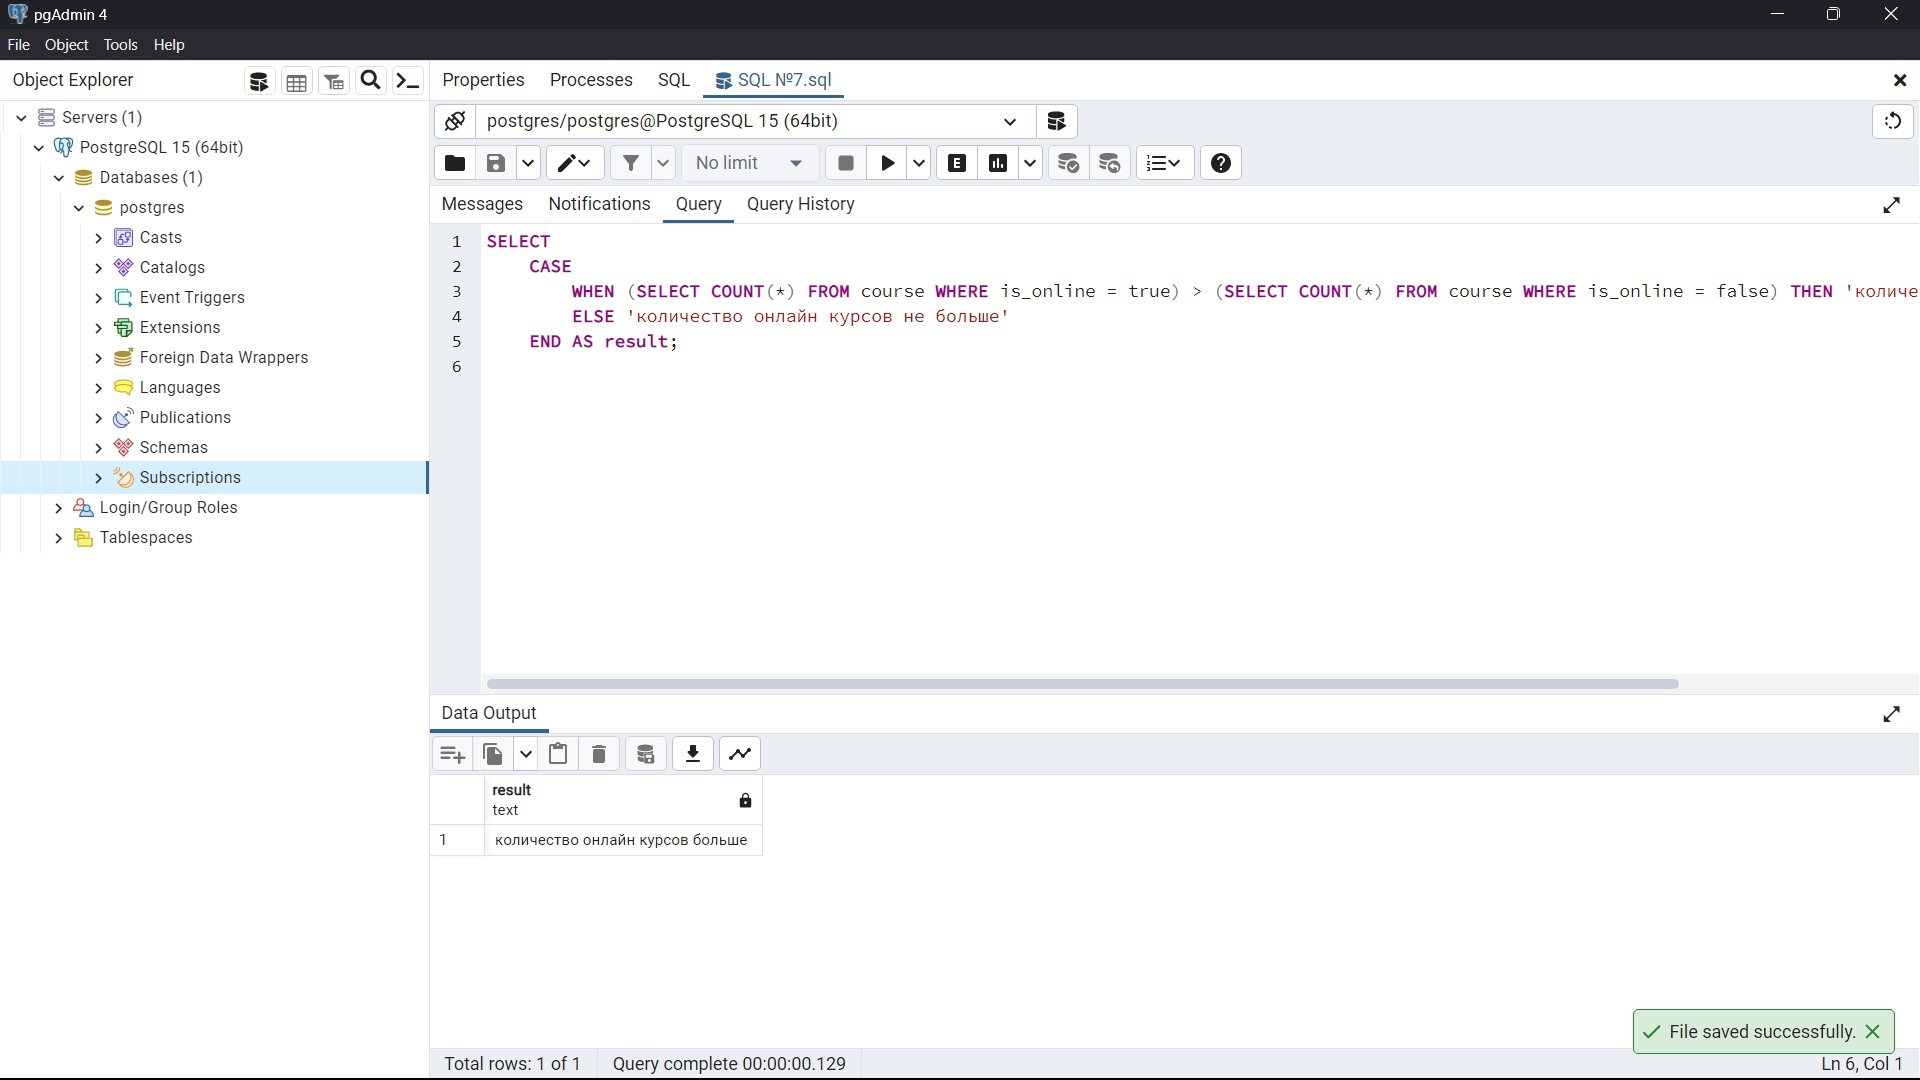 pgAdmin 4
File Object Tools Help
Object Explorer
Properties Processes SQL SQL №7.sql
Servers (1)
PostgreSQL 15 (64bit)
Databases (1)
postgres
Casts
Catalogs
Event Triggers
Extensions
Foreign Data Wrappers
Languages
Publications
Schemas
Subscriptions
Login/Group Roles
Tablespaces
postgres/postgres@PostgreSQL 15 (64bit)
No limit
E
Messages Notifications Query Query History
1 SELECT
2 CASE
3 WHEN (SELECT COUNT(*) FROM course WHERE is_online = true) > (SELECT COUNT(*) FROM course WHERE is_online = false) THEN 'количе
4 ELSE 'количество онлайн курсов не больше'
5 END AS result;
6
Data Output
result
text
1 количество онлайн курсов больше
File saved successfully.
Total rows: 1 of 1 Query complete 00:00:00.129 Ln 6, Col 1